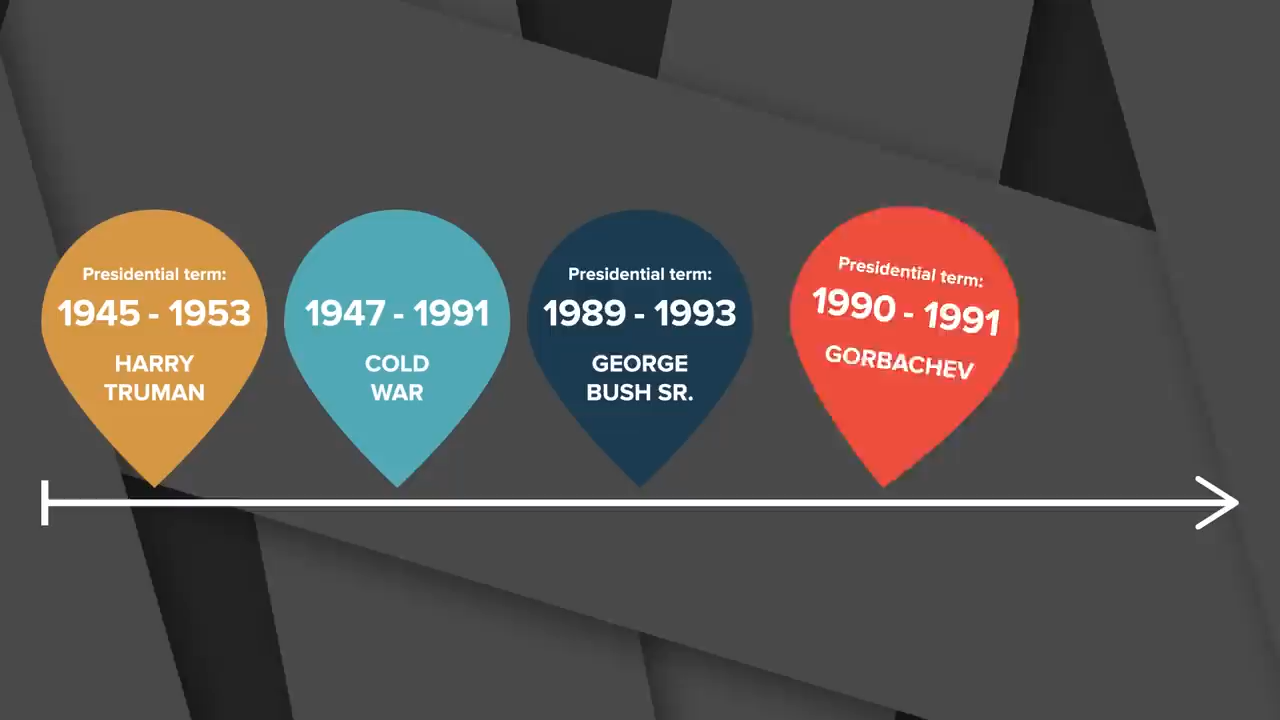 Presidential term:
1945 - 1953
HARRY
TRUMAN
1947 - 1991
COLD
WAR
Presidential term:
1989 - 1993
GEORGE
BUSH SR.
Presidential term:
1990 - 1991
GORBACHEV